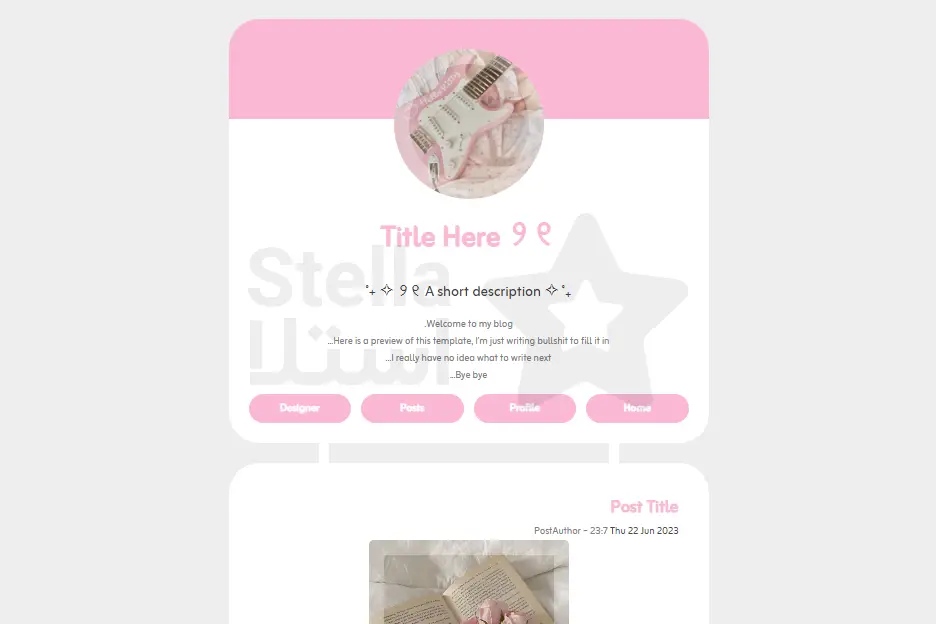 Title Here ୨ ୧
Stella
استلا
˚₊ ✧ ୨ ୧ A short description ✧ ˚₊
.Welcome to my blog
...Here is a preview of this template, I'm just writing bullshit to fill it in
...I really have no idea what to write next
...Bye bye
Designer Posts Profile Home
Post Title
PostAuthor - 23:7 Thu 22 Jun 2023